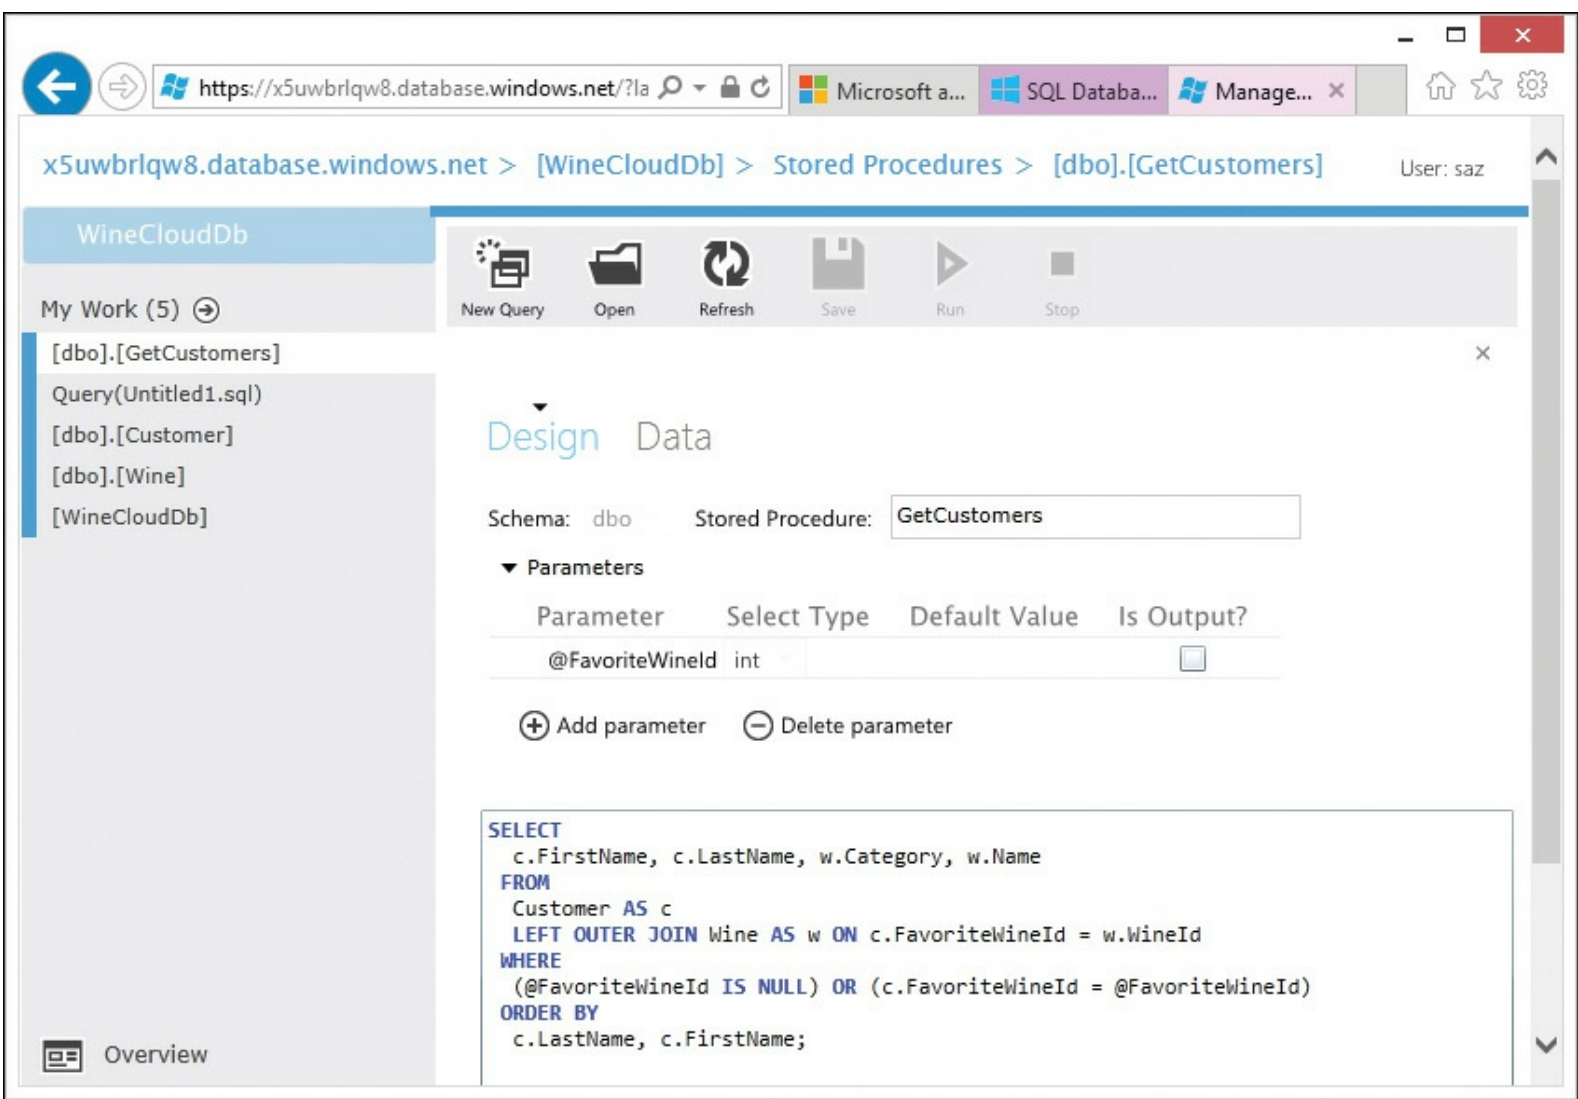 https://x5uwbrlqw8.database.windows.net/?la
Microsoft a...
SQL Databa...
Manage...
x5uwbrlqw8.database.windows.net > [WineCloudDb] > Stored Procedures > [dbo].[GetCustomers]
User: saz
WineCloudDb
New Query
Open
Refresh
Save
Run
Stop
My Work (5)
[dbo].[GetCustomers]
Query(Untitled1.sql)
[dbo].[Customer]
[dbo].[Wine]
[WineCloudDb]
Design Data
Schema: dbo Stored Procedure: GetCustomers
Parameters
Parameter Select Type Default Value Is Output?
@FavoriteWineId int
Add parameter Delete parameter
SELECT
c.FirstName, c.LastName, w.Category, w.Name
FROM
Customer AS c
LEFT OUTER JOIN Wine AS w ON c.FavoriteWineId = w.WineId
WHERE
(@FavoriteWineId IS NULL) OR (c.FavoriteWineId = @FavoriteWineId)
ORDER BY
c.LastName, c.FirstName;
Overview